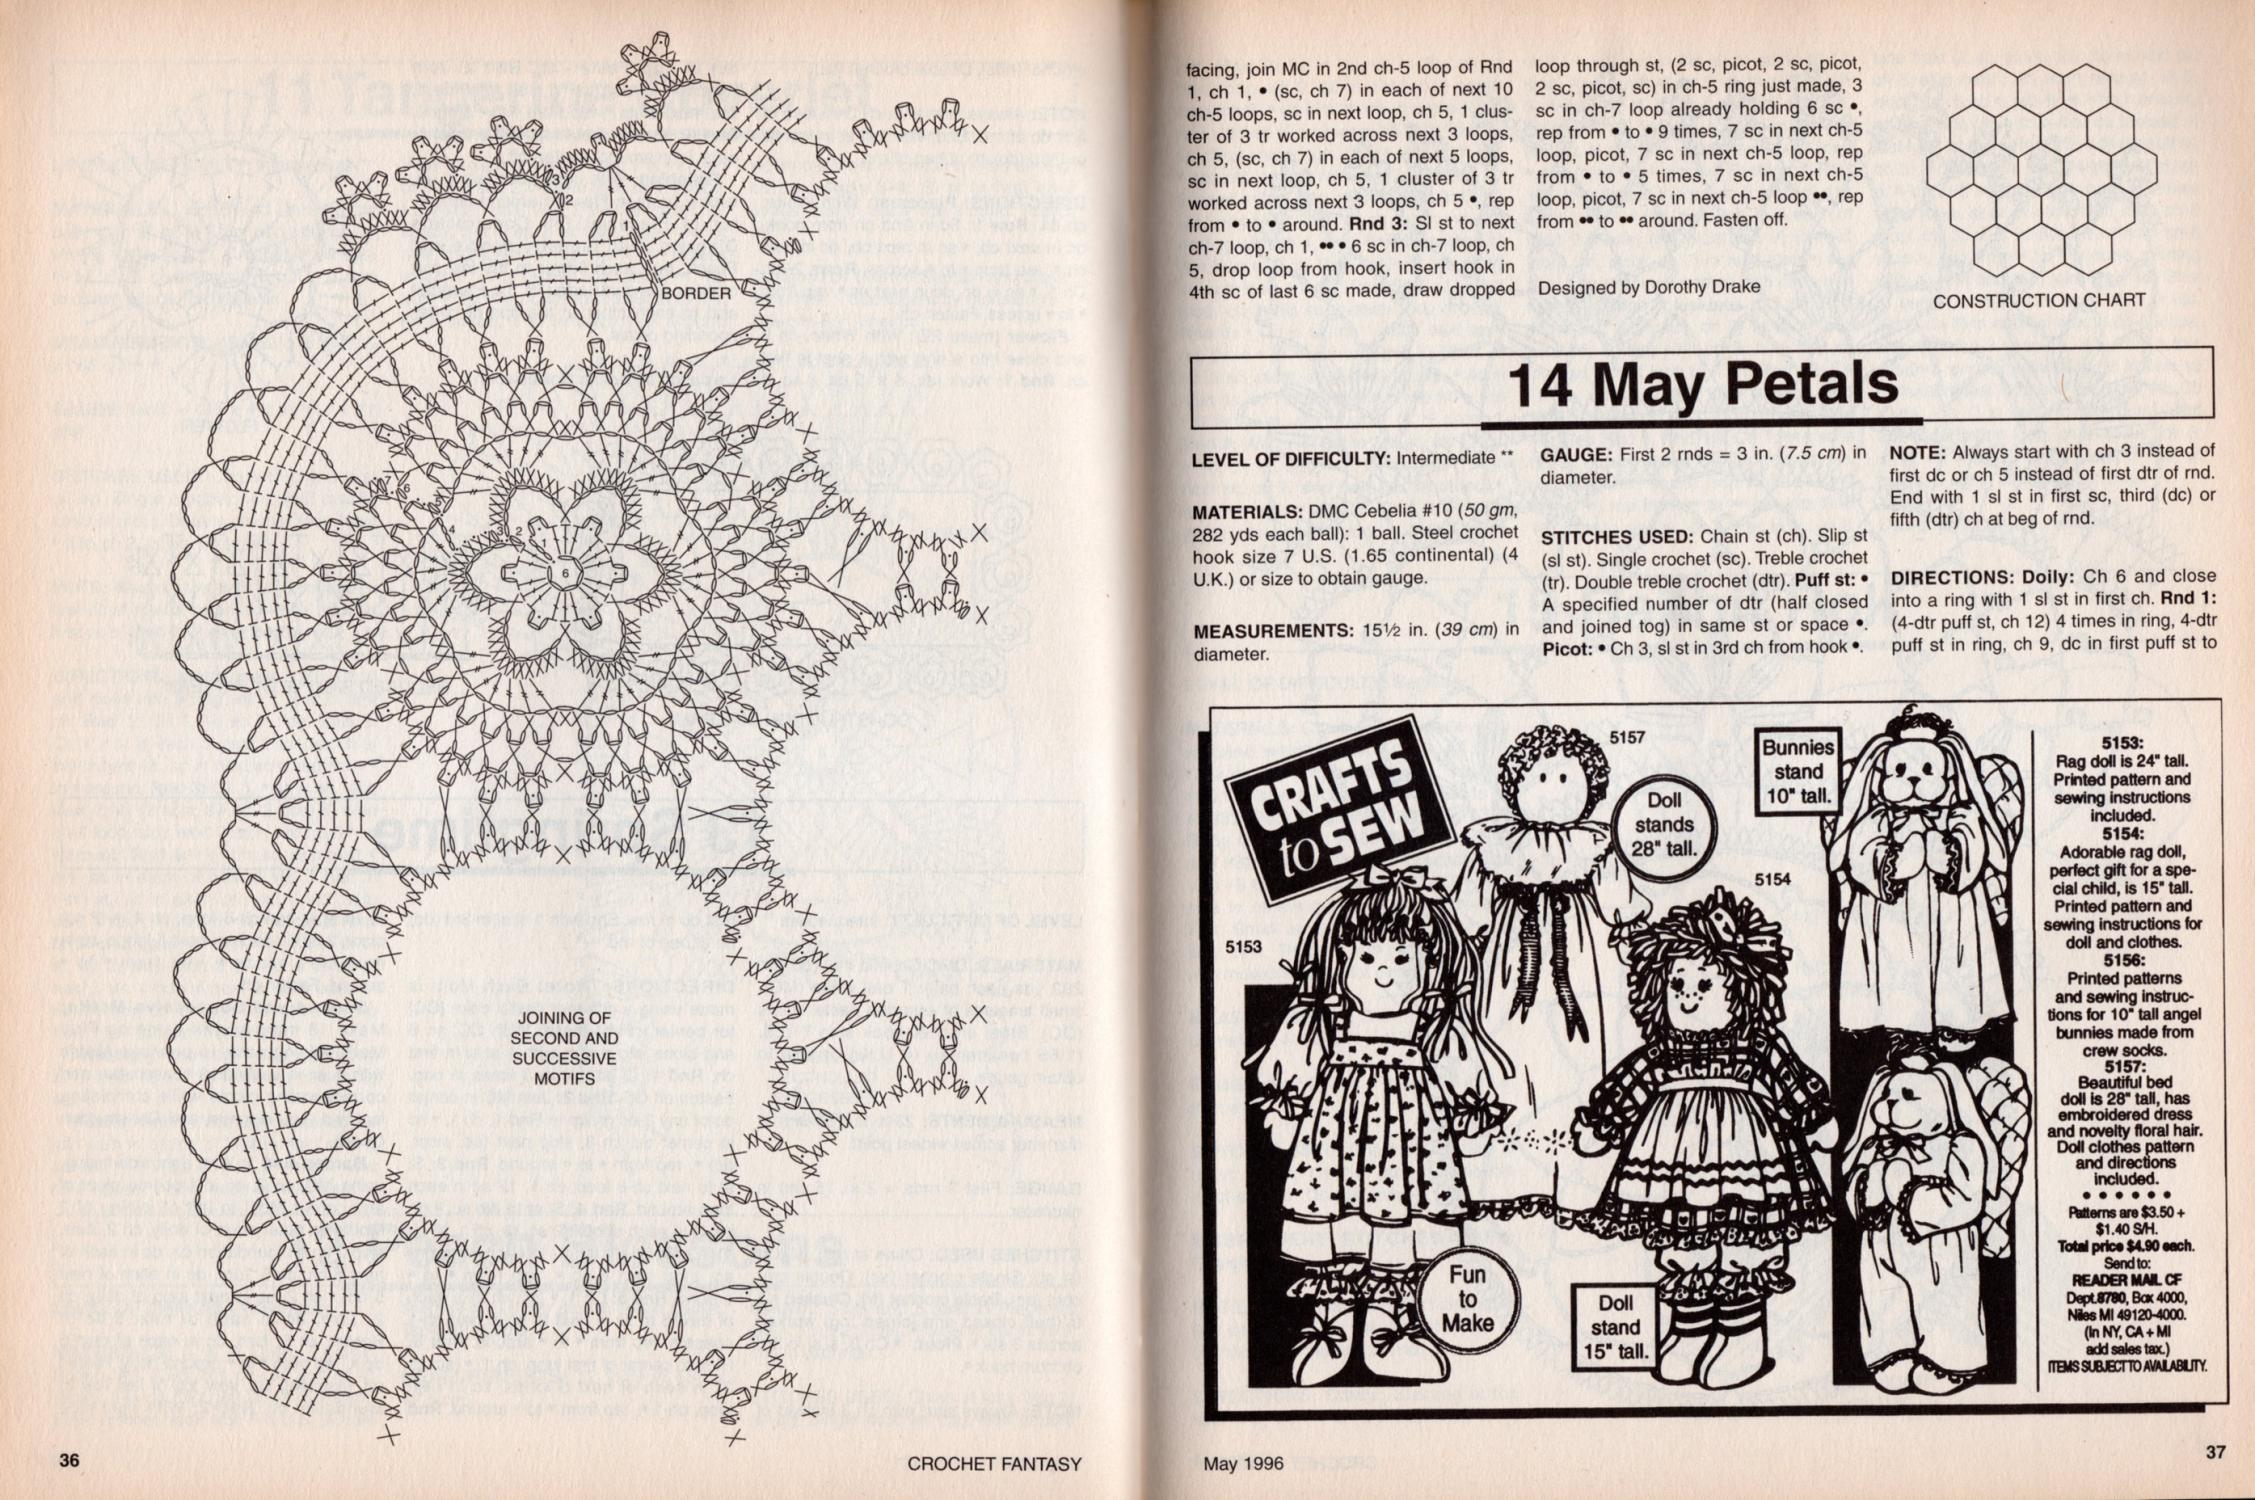 3
2
1
BORDER
7
6
5
4
2
6
JOINING OF
SECOND AND
SUCCESSIVE
MOTIFS
36
CROCHET FANTASY
facing, join MC in 2nd ch-5 loop of Rnd
1, ch 1, • (sc, ch 7) in each of next 10
ch-5 loops, sc in next loop, ch 5, 1 clus-
ter of 3 tr worked across next 3 loops,
ch 5, (sc, ch 7) in each of next 5 loops,
sc in next loop, ch 5, 1 cluster of 3 tr
worked across next 3 loops, ch 5 •, rep
from • to • around. Rnd 3: Sl st to next
ch-7 loop, ch 1, •• • 6 sc in ch-7 loop, ch
5, drop loop from hook, insert hook in
4th sc of last 6 sc made, draw dropped
loop through st, (2 sc, picot, 2 sc, picot,
2 sc, picot, sc) in ch-5 ring just made, 3
sc in ch-7 loop already holding 6 sc •,
rep from • to • 9 times, 7 sc in next ch-5
loop, picot, 7 sc in next ch-5 loop, rep
from • to • 5 times, 7 sc in next ch-5
loop, picot, 7 sc in next ch-5 loop ••, rep
from •• to •• around. Fasten off.
Designed by Dorothy Drake
CONSTRUCTION CHART
14 May Petals
LEVEL OF DIFFICULTY: Intermediate **
MATERIALS: DMC Cebelia #10 (50 gm,
282 yds each ball): 1 ball. Steel crochet
hook size 7 U.S. (1.65 continental) (4
U.K.) or size to obtain gauge.
MEASUREMENTS: 15½ in. (39 cm) in
diameter.
GAUGE: First 2 rnds = 3 in. (7.5 cm) in
diameter.
STITCHES USED: Chain st (ch). Slip st
(sl st). Single crochet (sc). Treble crochet
(tr). Double treble crochet (dtr). Puff st: •
A specified number of dtr (half closed
and joined tog) in same st or space •.
Picot: • Ch 3, sl st in 3rd ch from hook •.
NOTE: Always start with ch 3 instead of
first dc or ch 5 instead of first dtr of rnd.
End with 1 sl st in first sc, third (dc) or
fifth (dtr) ch at beg of rnd.
DIRECTIONS: Doily: Ch 6 and close
into a ring with 1 sl st in first ch. Rnd 1:
(4-dtr puff st, ch 12) 4 times in ring, 4-dtr
puff st in ring, ch 9, dc in first puff st to
CRAFTS
to SEW
5157
Doll
stands
28" tall.
Bunnies
stand
10" tall.
5154
5153
Fun
to
Make
Doll
stand
15" tall.
5153:
Rag doll is 24" tall.
Printed pattern and
sewing instructions
included.
5154:
Adorable rag doll,
perfect gift for a spe-
cial child, is 15" tall.
Printed pattern and
sewing instructions for
doll and clothes.
5156:
Printed patterns
and sewing instruc-
tions for 10" tall angel
bunnies made from
crew socks.
5157:
Beautiful bed
doll is 28" tall, has
embroidered dress
and novelty floral hair.
Doll clothes pattern
and directions
included.
• • • • • •
Patterns are $3.50 +
$1.40 S/H.
Total price $4.90 each.
Send to:
READER MAIL CF
Dept.8780, Box 4000,
Niles MI 49120-4000.
(In NY, CA + MI
add sales tax.)
ITEMS SUBJECT TO AVAILABILITY.
May 1996
37